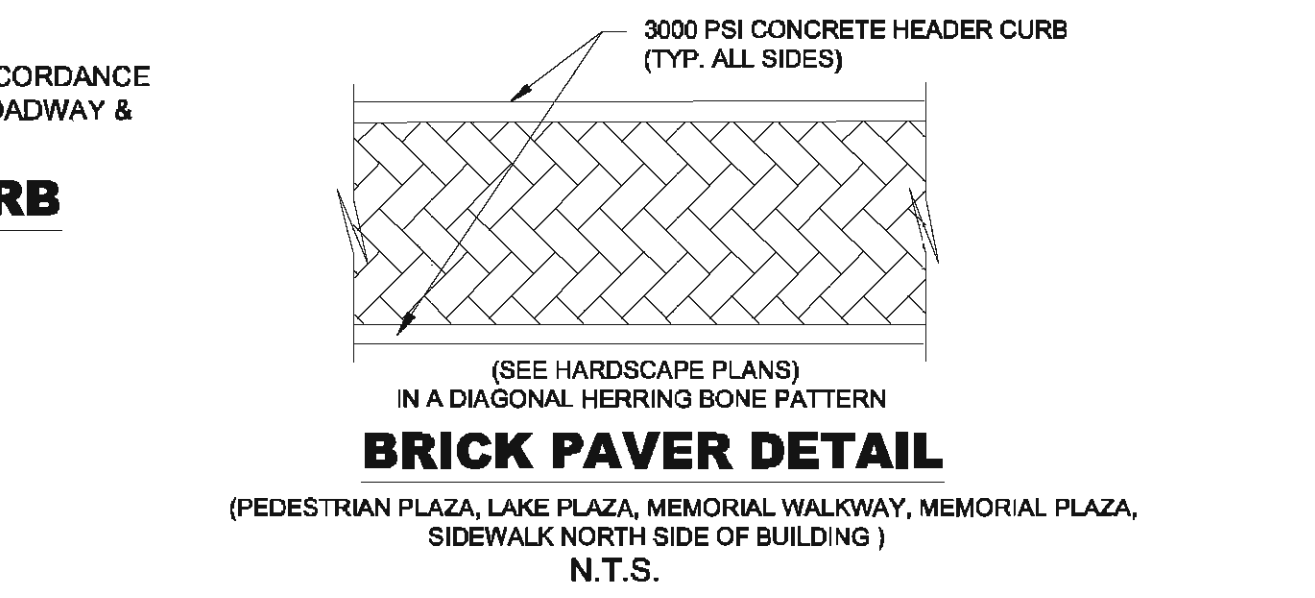 3000 PSI CONCRETE HEADER CURB
(TYP. ALL SIDES)
CORDANCE
OADWAY &
RB
(SEE HARDSCAPE PLANS)
IN A DIAGONAL HERRING BONE PATTERN
BRICK PAVER DETAIL
(PEDESTRIAN PLAZA, LAKE PLAZA, MEMORIAL WALKWAY, MEMORIAL PLAZA,
SIDEWALK NORTH SIDE OF BUILDING )
N.T.S.